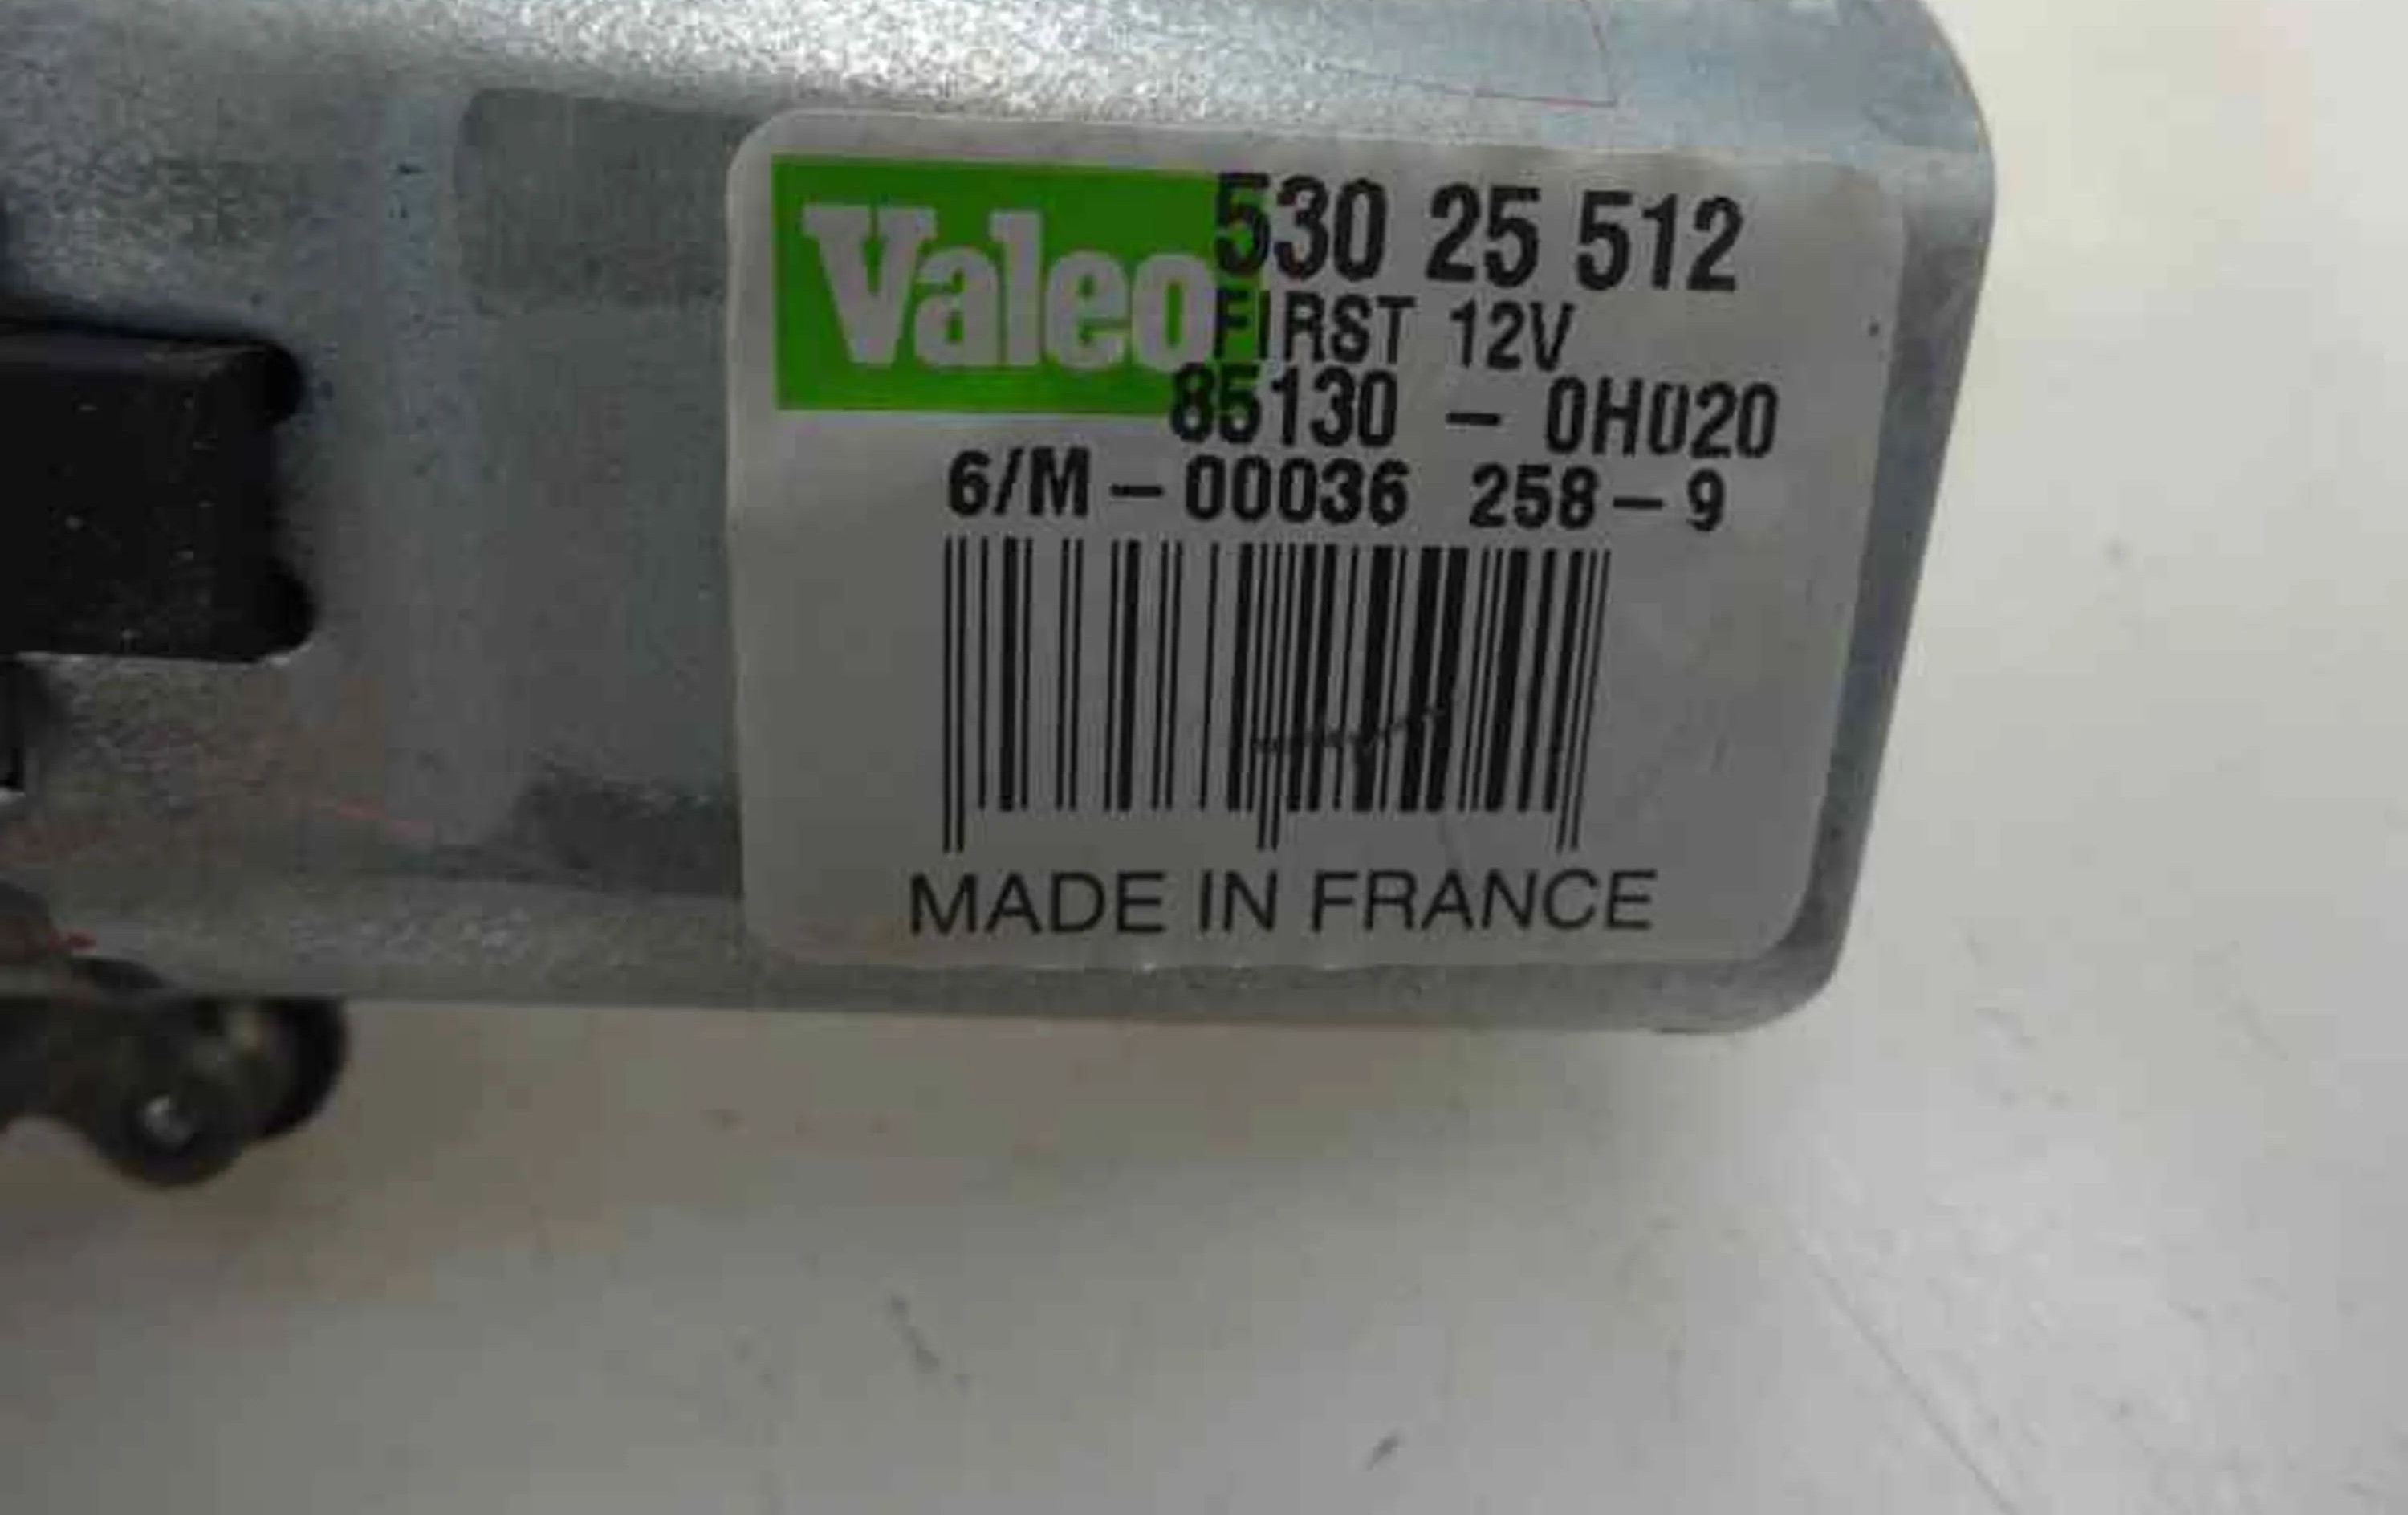 Valeo
530 25 512
FIRST 12V
85130 – 0H020
6/M – 00036 258 – 9
MADE IN FRANCE